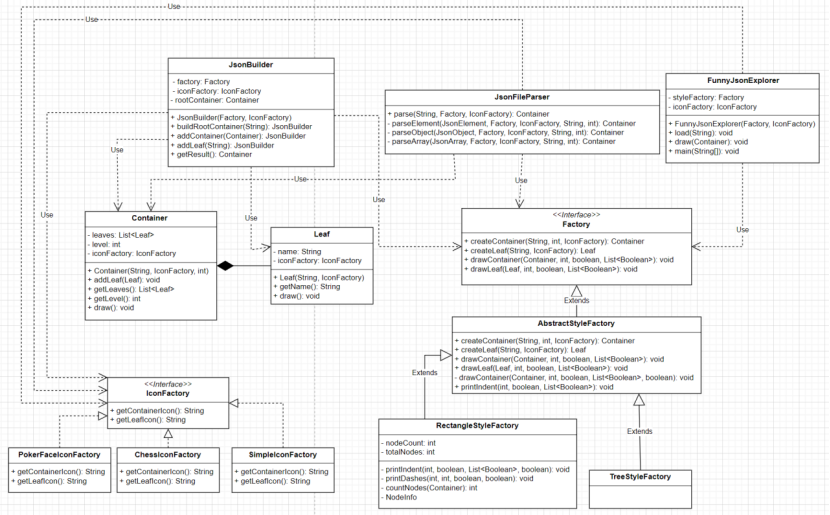 Use
Use
JsonBuilder
- factory: Factory
- iconFactory: IconFactory
- rootContainer: Container
+ JsonBuilder(Factory, IconFactory)
+ buildRootContainer(String): JsonBuilder
+ addContainer(Container): JsonBuilder
+ addLeaf(String): JsonBuilder
+ getResult(): Container
JsonFileParser
+ parse(String, Factory, IconFactory): Container
- parseElement(JsonElement, Factory, IconFactory, String, int): Container
- parseObject(JsonObject, Factory, IconFactory, String, int): Container
- parseArray(JsonArray, Factory, IconFactory, String, int): Container
FunnyJsonExplorer
- styleFactory: Factory
- iconFactory: IconFactory
+ FunnyJsonExplorer(Factory, IconFactory)
+ load(String): void
+ draw(Container): void
+ main(String[]): void
Use
Use
Use
Use
Use
Use
Use
Container
- leaves: List<Leaf>
- level: int
- iconFactory: IconFactory
+ Container(String, IconFactory, int)
+ addLeaf(Leaf): void
+ getLeaves(): List<Leaf>
+ getLevel(): int
+ draw(): void
Leaf
- name: String
- iconFactory: IconFactory
+ Leaf(String, IconFactory)
+ getName(): String
+ draw(): void
<<Interface>>
Factory
+ createContainer(String, int, IconFactory): Container
+ createLeaf(String, IconFactory): Leaf
+ drawContainer(Container, int, boolean, List<Boolean>): void
+ drawLeaf(Leaf, int, boolean, List<Boolean>): void
Extends
AbstractStyleFactory
+ createContainer(String, int, IconFactory): Container
+ createLeaf(String, IconFactory): Leaf
+ drawContainer(Container, int, boolean, List<Boolean>): void
+ drawLeaf(Leaf, int, boolean, List<Boolean>): void
- drawContainer(Container, int, boolean, List<Boolean>, boolean): void
+ printIndent(int, boolean, List<Boolean>): void
Extends
Extends
<<Interface>>
IconFactory
+ getContainerIcon(): String
+ getLeafIcon(): String
PokerFaceIconFactory
+ getContainerIcon(): String
+ getLeafIcon(): String
ChessIconFactory
+ getContainerIcon(): String
+ getLeafIcon(): String
SimpleIconFactory
+ getContainerIcon(): String
+ getLeafIcon(): String
RectangleStyleFactory
- nodeCount: int
- totalNodes: int
- printIndent(int, boolean, List<Boolean>, boolean): void
- printDashes(int, int, boolean, boolean): void
- countNodes(Container): int
- NodeInfo
TreeStyleFactory